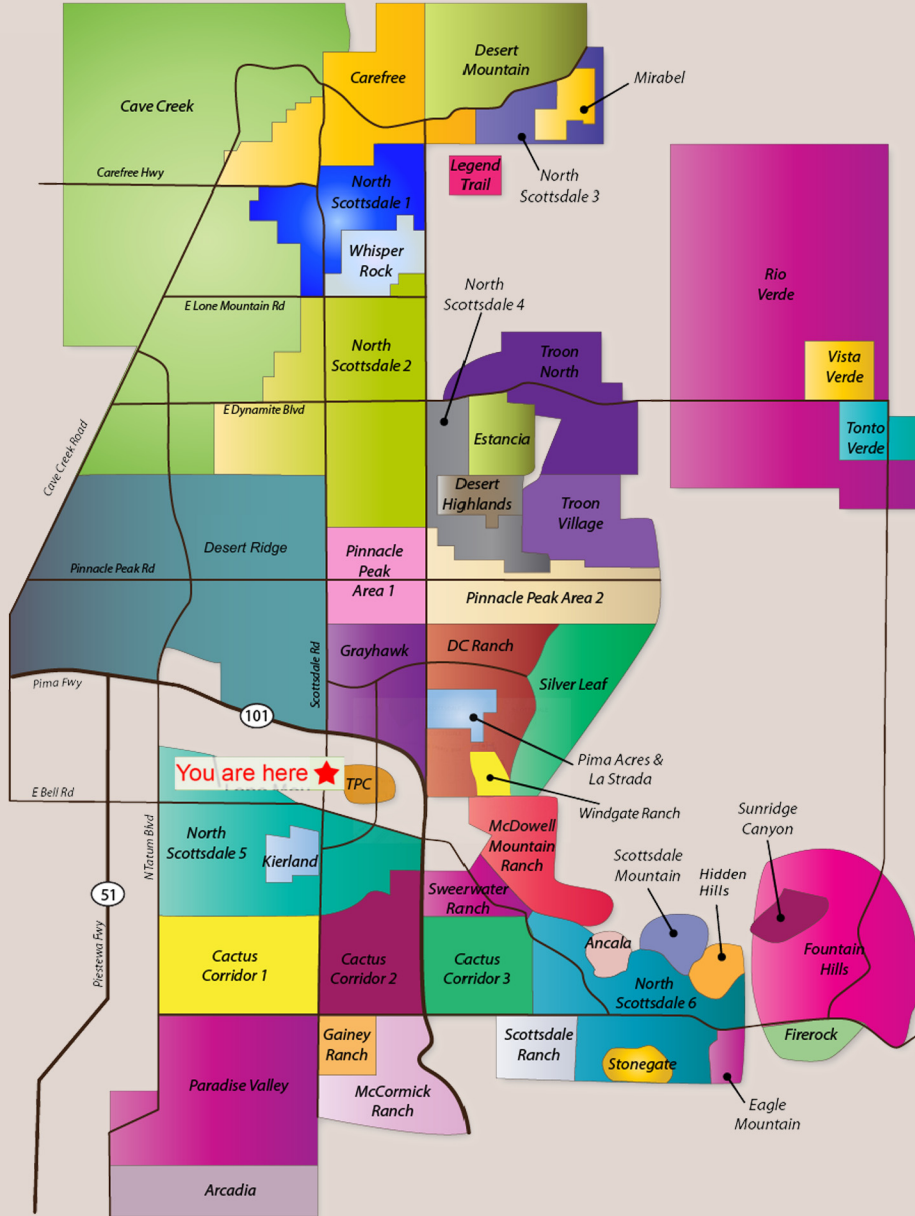 Desert
Mountain
Carefree
Mirabel
Cave Creek
Legend
Trail
North
Scottsdale 3
Carefree Hwy
North
Scottsdale 1
Whisper
Rock
Rio
Verde
North
Scottsdale 4
E Lone Mountain Rd
North
Scottsdale 2
Troon
North
Vista
Verde
E Dynamite Blvd
Estancia
Tonto
Verde
Cave Creek Road
Desert
Highlands
Troon
Village
Desert Ridge
Pinnacle
Peak
Area 1
Pinnacle Peak Rd
Pinnacle Peak Area 2
Grayhawk
DC Ranch
Scottsdale Rd
Silver Leaf
Pima Fwy
101
Pima Acres &
La Strada
You are here
TPC
E Bell Rd
Windgate Ranch
North
Scottsdale 5
N Tatum Blvd
Kierland
McDowell
Mountain
Ranch
Sunridge
Canyon
Scottsdale
Mountain
Hidden
Hills
51
Sweerwater
Ranch
Piestewa Fwy
Cactus
Corridor 1
Cactus
Corridor 2
Cactus
Corridor 3
Ancala
North
Scottsdale 6
Fountain
Hills
Gainey
Ranch
Scottsdale
Ranch
Firerock
Stonegate
Paradise Valley
McCormick
Ranch
Eagle
Mountain
Arcadia